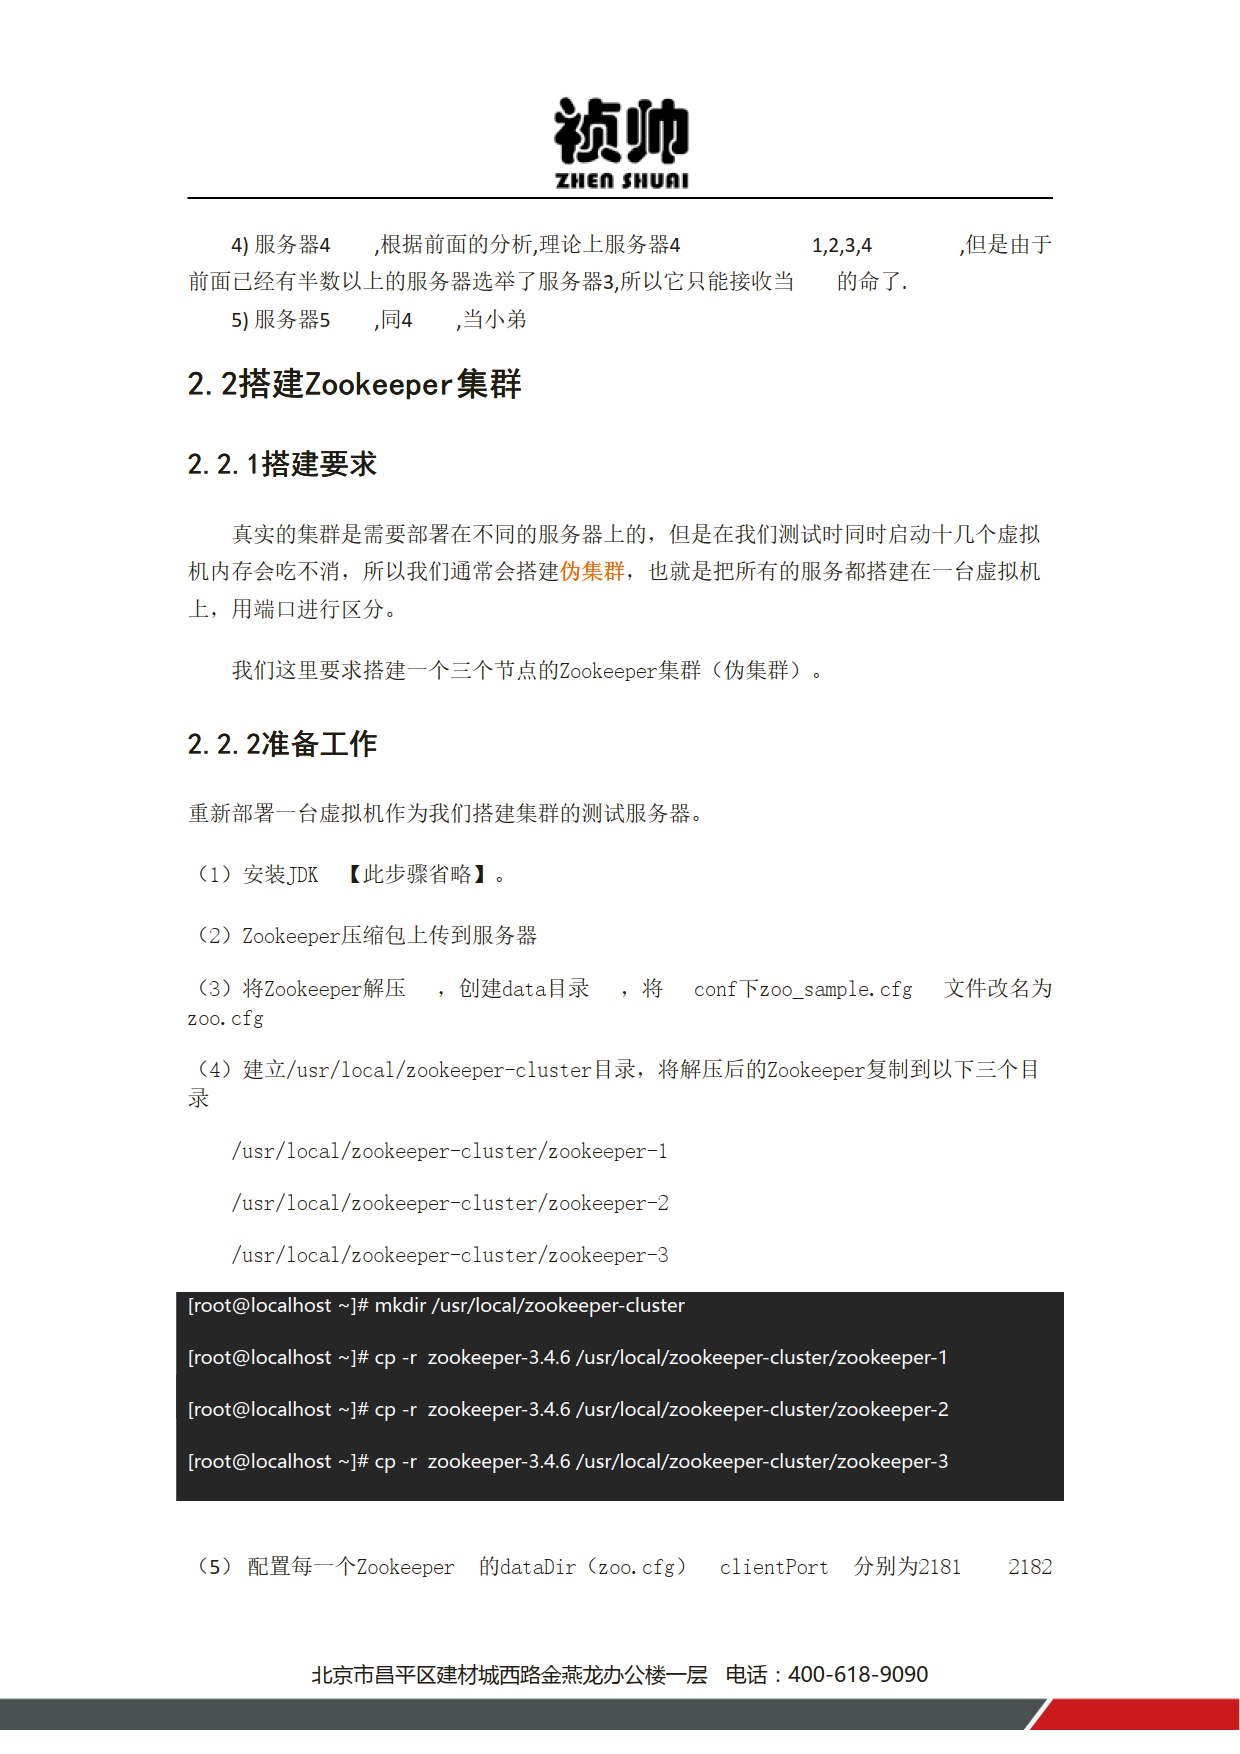 祯帅
ZHEN SHUAI
4) 服务器4 ,根据前面的分析,理论上服务器4 1,2,3,4 ,但是由于
前面已经有半数以上的服务器选举了服务器3,所以它只能接收当 的命了.
5) 服务器5 ,同4 ,当小弟
2.2搭建Zookeeper集群
2.2.1搭建要求
真实的集群是需要部署在不同的服务器上的，但是在我们测试时同时启动十几个虚拟
机内存会吃不消，所以我们通常会搭建伪集群，也就是把所有的服务都搭建在一台虚拟机
上，用端口进行区分。
我们这里要求搭建一个三个节点的Zookeeper集群（伪集群）。
2.2.2准备工作
重新部署一台虚拟机作为我们搭建集群的测试服务器。
（1）安装JDK 【此步骤省略】。
（2）Zookeeper压缩包上传到服务器
（3）将Zookeeper解压 ，创建data目录 ，将 conf下zoo_sample.cfg 文件改名为
zoo.cfg
（4）建立/usr/local/zookeeper-cluster目录，将解压后的Zookeeper复制到以下三个目
录
/usr/local/zookeeper-cluster/zookeeper-1
/usr/local/zookeeper-cluster/zookeeper-2
/usr/local/zookeeper-cluster/zookeeper-3
[root@localhost ~]# mkdir /usr/local/zookeeper-cluster
[root@localhost ~]# cp -r  zookeeper-3.4.6 /usr/local/zookeeper-cluster/zookeeper-1
[root@localhost ~]# cp -r  zookeeper-3.4.6 /usr/local/zookeeper-cluster/zookeeper-2
[root@localhost ~]# cp -r  zookeeper-3.4.6 /usr/local/zookeeper-cluster/zookeeper-3
（5） 配置每一个Zookeeper 的dataDir（zoo.cfg） clientPort 分别为2181 2182
北京市昌平区建材城西路金燕龙办公楼一层 电话：400-618-9090